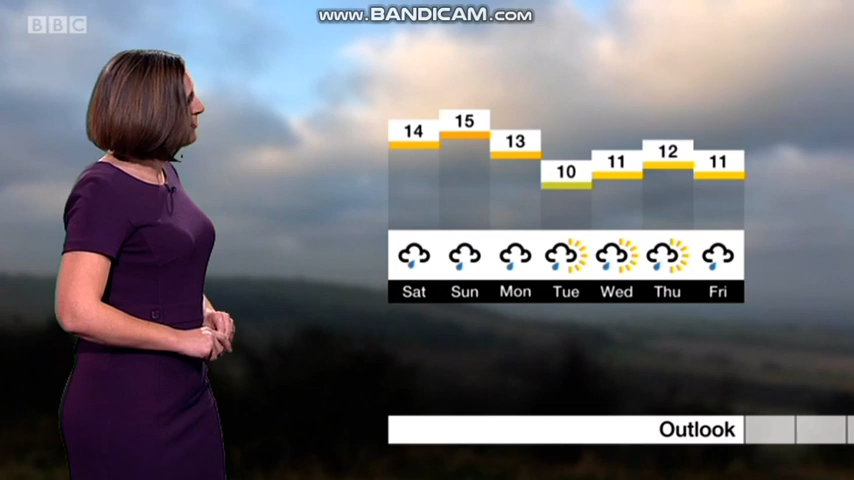 www.BANDICAM.com
BBC
14 15 13 10 11 12 11
Sat Sun Mon Tue Wed Thu Fri
Outlook